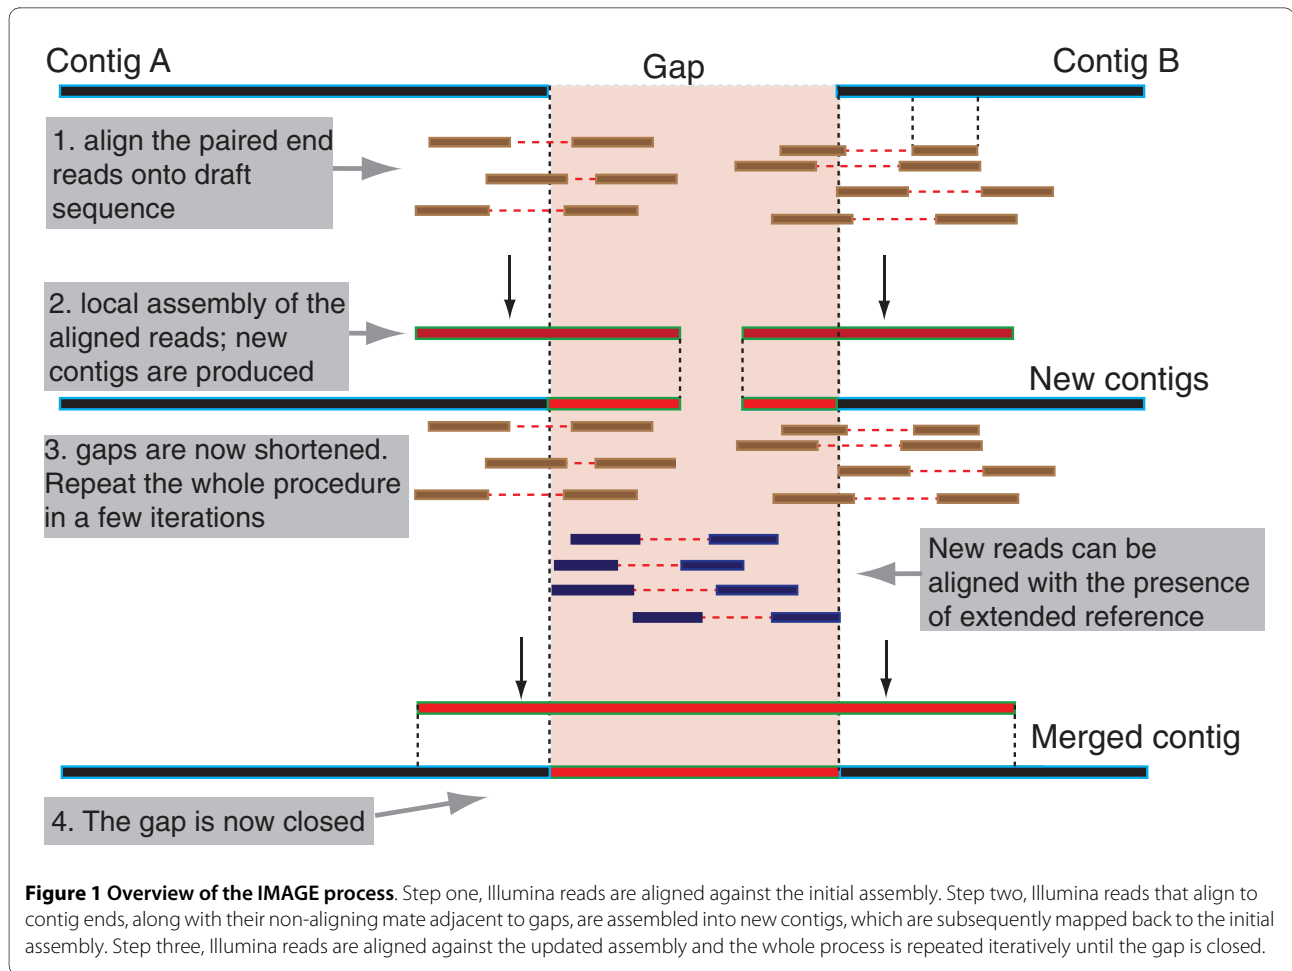 Contig A
Gap
Contig B
1. align the paired end
reads onto draft
sequence
2. local assembly of the
aligned reads; new
contigs are produced
New contigs
3. gaps are now shortened.
Repeat the whole procedure
in a few iterations
New reads can be
aligned with the presence
of extended reference
Merged contig
4. The gap is now closed
Figure 1 Overview of the IMAGE process. Step one, Illumina reads are aligned against the initial assembly. Step two, Illumina reads that align to
contig ends, along with their non-aligning mate adjacent to gaps, are assembled into new contigs, which are subsequently mapped back to the initial
assembly. Step three, Illumina reads are aligned against the updated assembly and the whole process is repeated iteratively until the gap is closed.